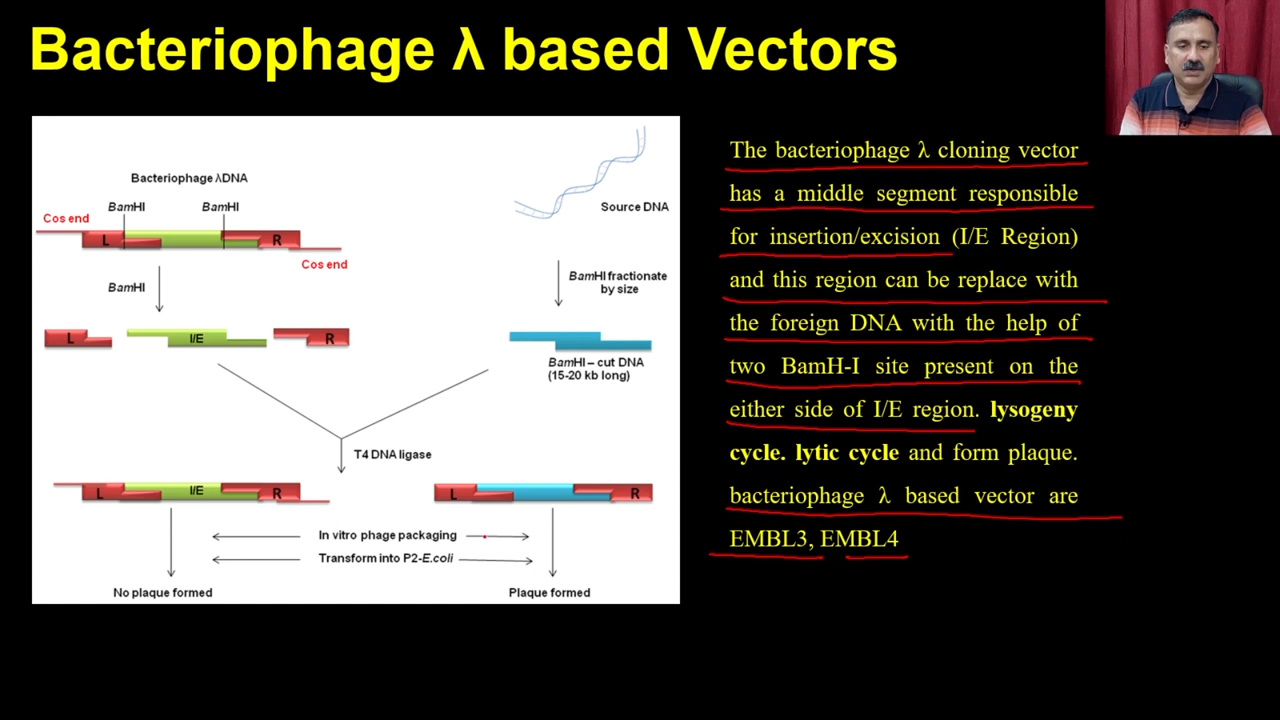 Bacteriophage λ based Vectors
Bacteriophage λDNA
BamHI
BamHI
Cos end
L
R
Cos end
Source DNA
BamHI
BamHI fractionate
by size
L
I/E
R
BamHI – cut DNA
(15-20 kb long)
T4 DNA ligase
L
I/E
R
L
R
In vitro phage packaging
Transform into P2-E.coli
No plaque formed
Plaque formed
The bacteriophage λ cloning vector
has a middle segment responsible
for insertion/excision (I/E Region)
and this region can be replace with
the foreign DNA with the help of
two BamH-I site present on the
either side of I/E region. lysogeny
cycle. lytic cycle and form plaque.
bacteriophage λ based vector are
EMBL3, EMBL4